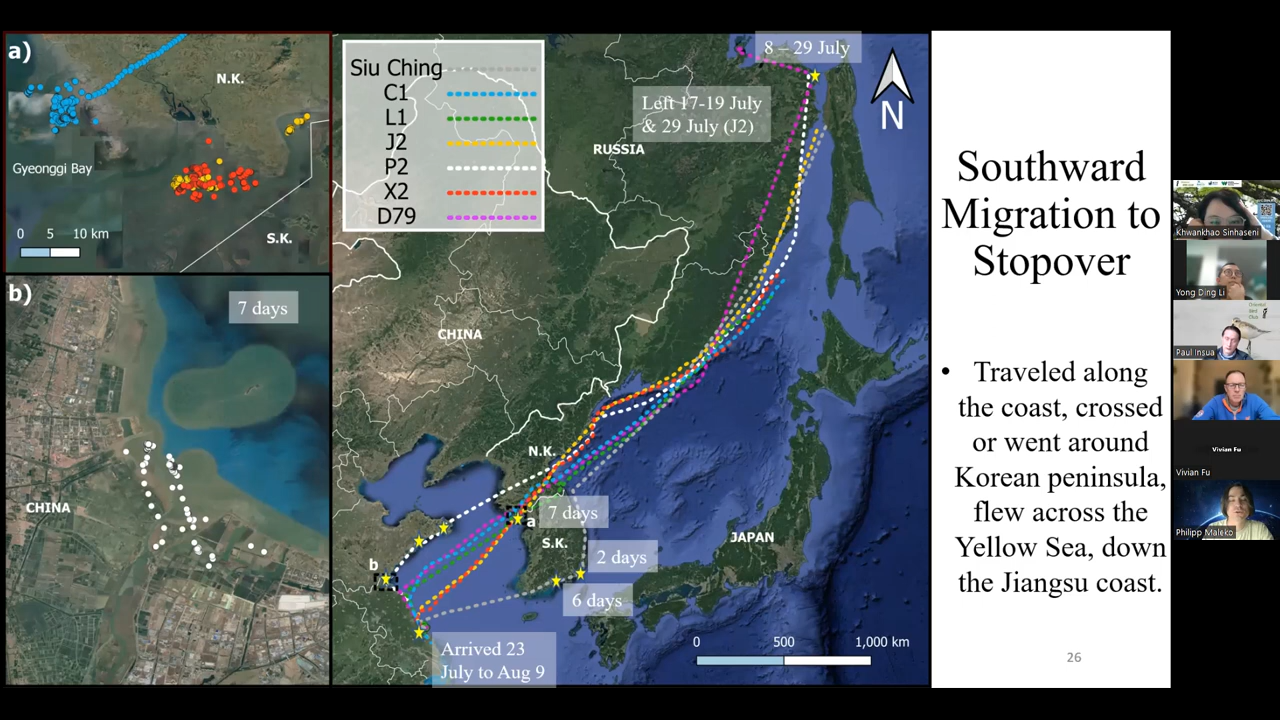 a)
N.K.
Gyeonggi Bay
0 5 10 km
S.K.
b)
7 days
CHINA
Siu Ching
C1
L1
J2
P2
X2
D79
8 – 29 July
Left 17-19 July
& 29 July (J2)
N
RUSSIA
CHINA
N.K.
a
7 days
S.K.
2 days
JAPAN
b
6 days
Arrived 23
July to Aug 9
0 500 1,000 km
Southward
Migration to
Stopover
• Traveled along
the coast, crossed
or went around
Korean peninsula,
flew across the
Yellow Sea, down
the Jiangsu coast.
26
Khwankhao Sinhaseni
Yong Ding Li
Paul Insua
Vivian Fu
Vivian Fu
Philipp Maleko